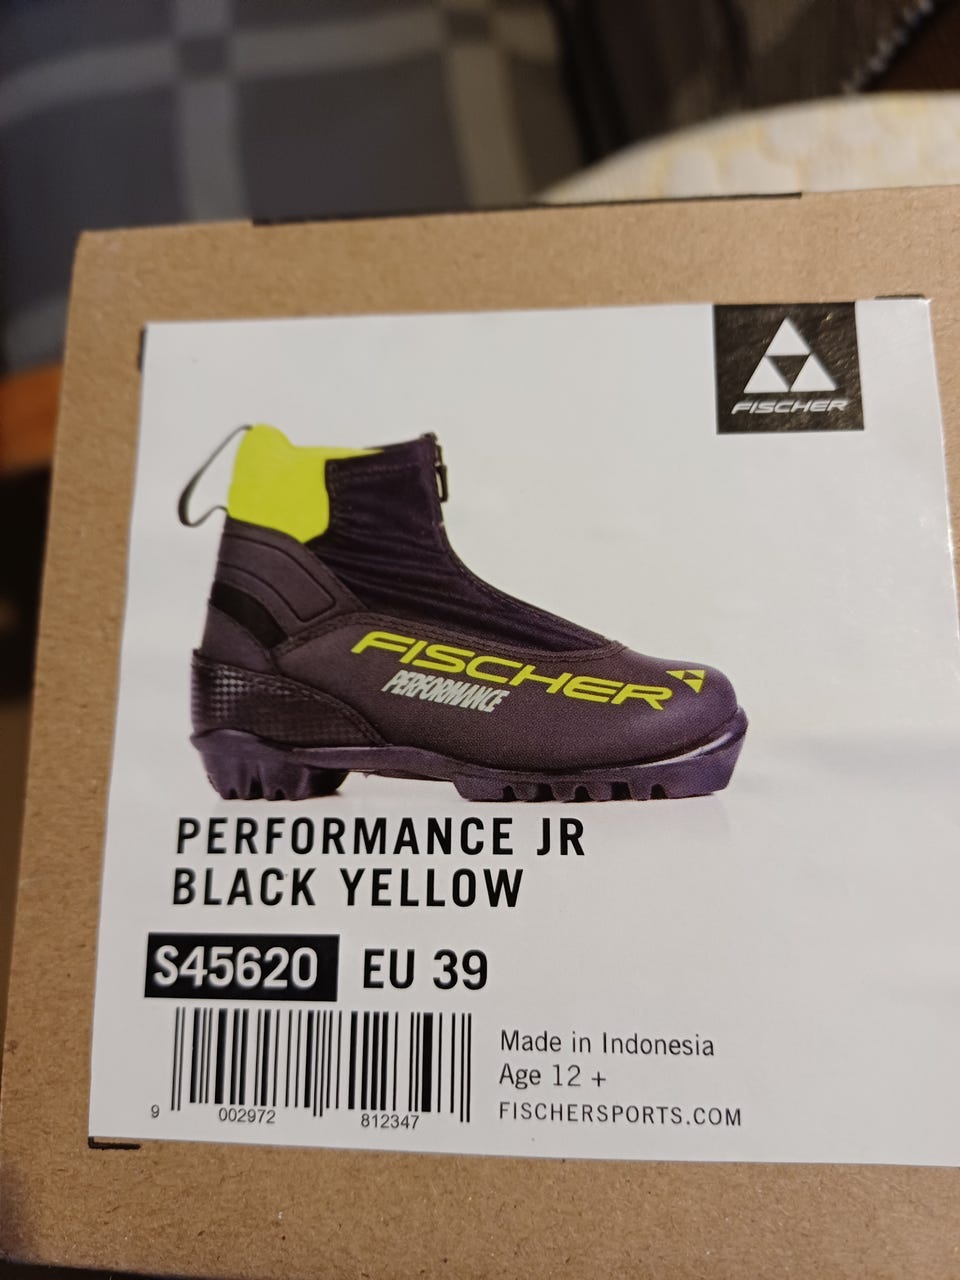 FISCHER
FISCHER
PERFORMANCE
PERFORMANCE JR
BLACK YELLOW
S45620 EU 39
Made in Indonesia
Age 12 +
FISCHERSPORTS.COM
9 002972 812347